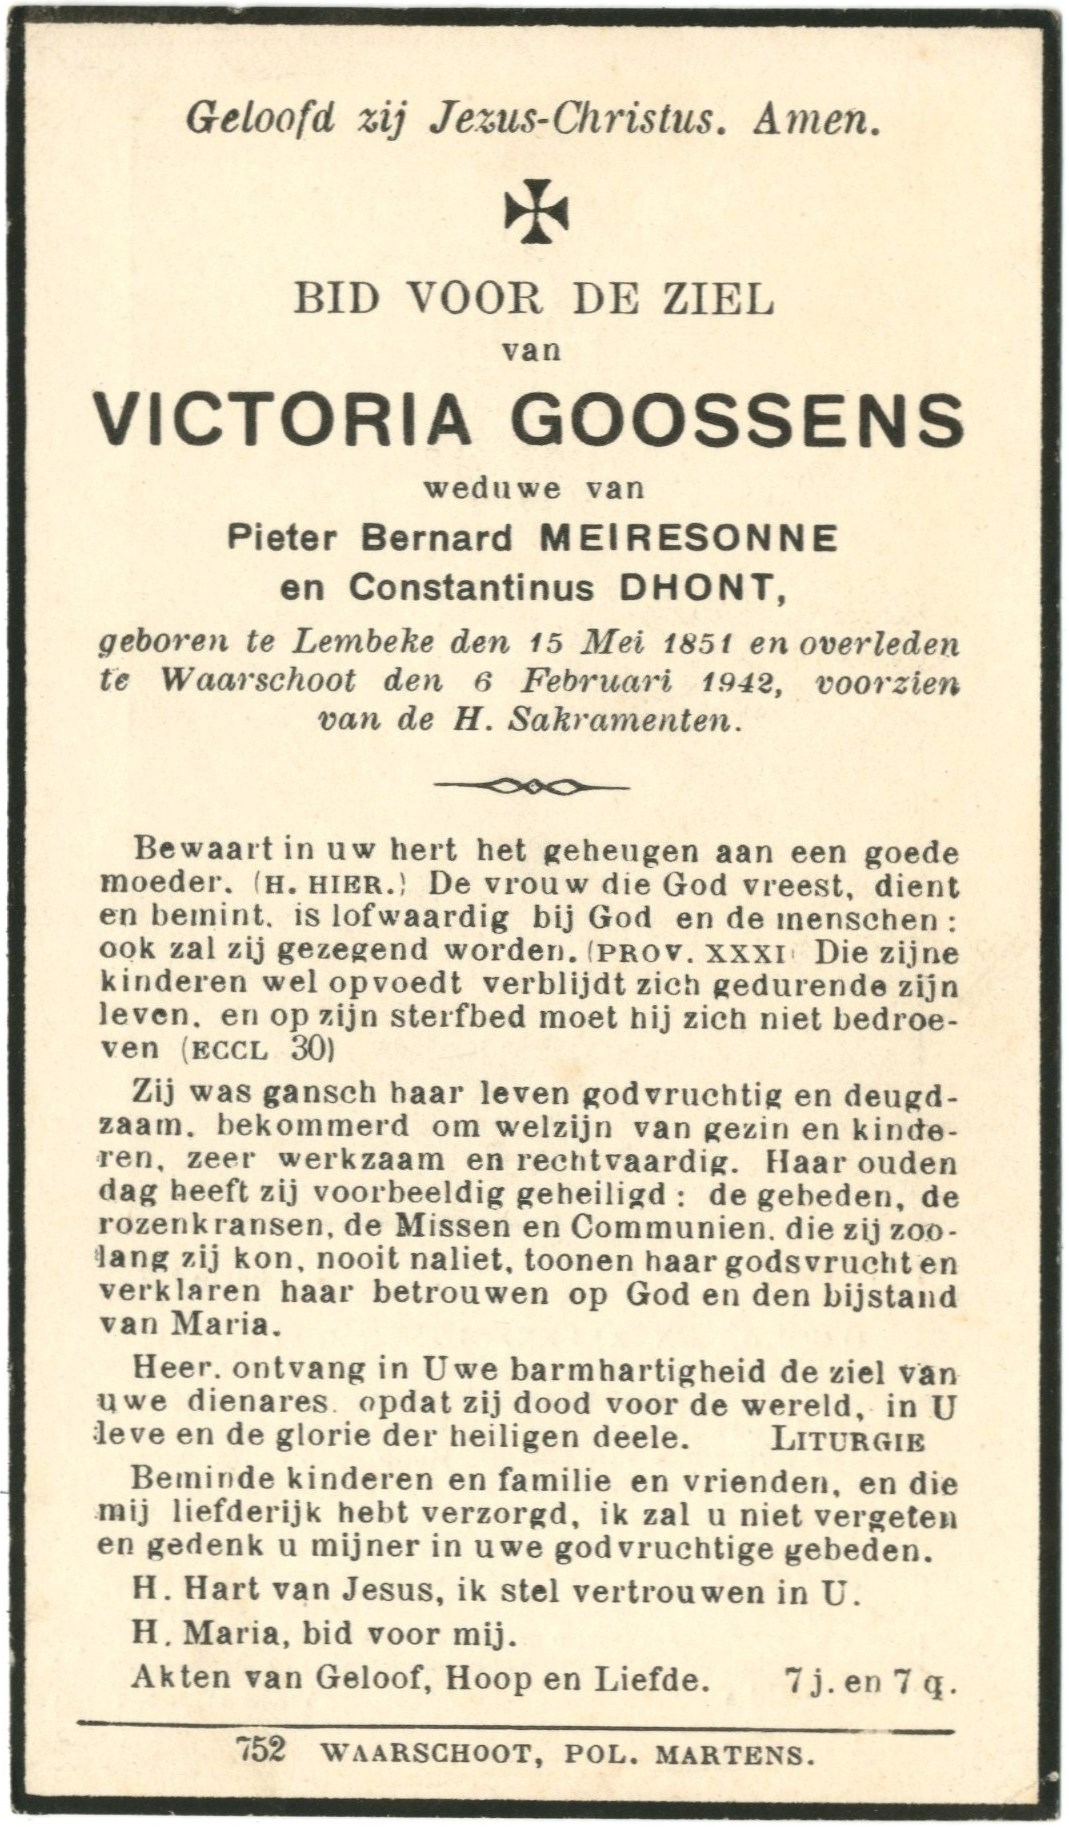 Geloofd zij Jezus-Christus. Amen.
BID VOOR DE ZIEL
van
VICTORIA GOOSSENS
weduwe van
Pieter Bernard MEIRESONNE
en Constantinus DHONT,
geboren te Lembeke den 15 Mei 1851 en overleden
te Waarschoot den 6 Februari 1942, voorzien
van de H. Sakramenten.
Bewaart in uw hert het geheugen aan een goede
moeder. (H. HIER.) De vrouw die God vreest, dient
en bemint. is lofwaardig bij God en de menschen :
ook zal zij gezegend worden. (PROV. XXXI) Die zijne
kinderen wel opvoedt verblijdt zich gedurende zijn
leven. en op zijn sterfbed moet hij zich niet bedroe-
ven (ECCL 30)
Zij was gansch haar leven godvruchtig en deugd-
zaam. bekommerd om welzijn van gezin en kinde-
ren, zeer werkzaam en rechtvaardig. Haar ouden
dag heeft zij voorbeeldig geheiligd : de gebeden, de
rozenkransen, de Missen en Communien. die zij zoo-
lang zij kon, nooit naliet, toonen haar godsvrucht en
verklaren haar betrouwen op God en den bijstand
van Maria.
Heer. ontvang in Uwe barmhartigheid de ziel van
uwe dienares. opdat zij dood voor de wereld, in U
leve en de glorie der heiligen deele. LITURGIE
Beminde kinderen en familie en vrienden, en die
mij liefderijk hebt verzorgd, ik zal u niet vergeten
en gedenk u mijner in uwe godvruchtige gebeden.
H. Hart van Jesus, ik stel vertrouwen in U.
H. Maria, bid voor mij.
Akten van Geloof, Hoop en Liefde. 7 j. en 7 q.
752 WAARSCHOOT, POL. MARTENS.